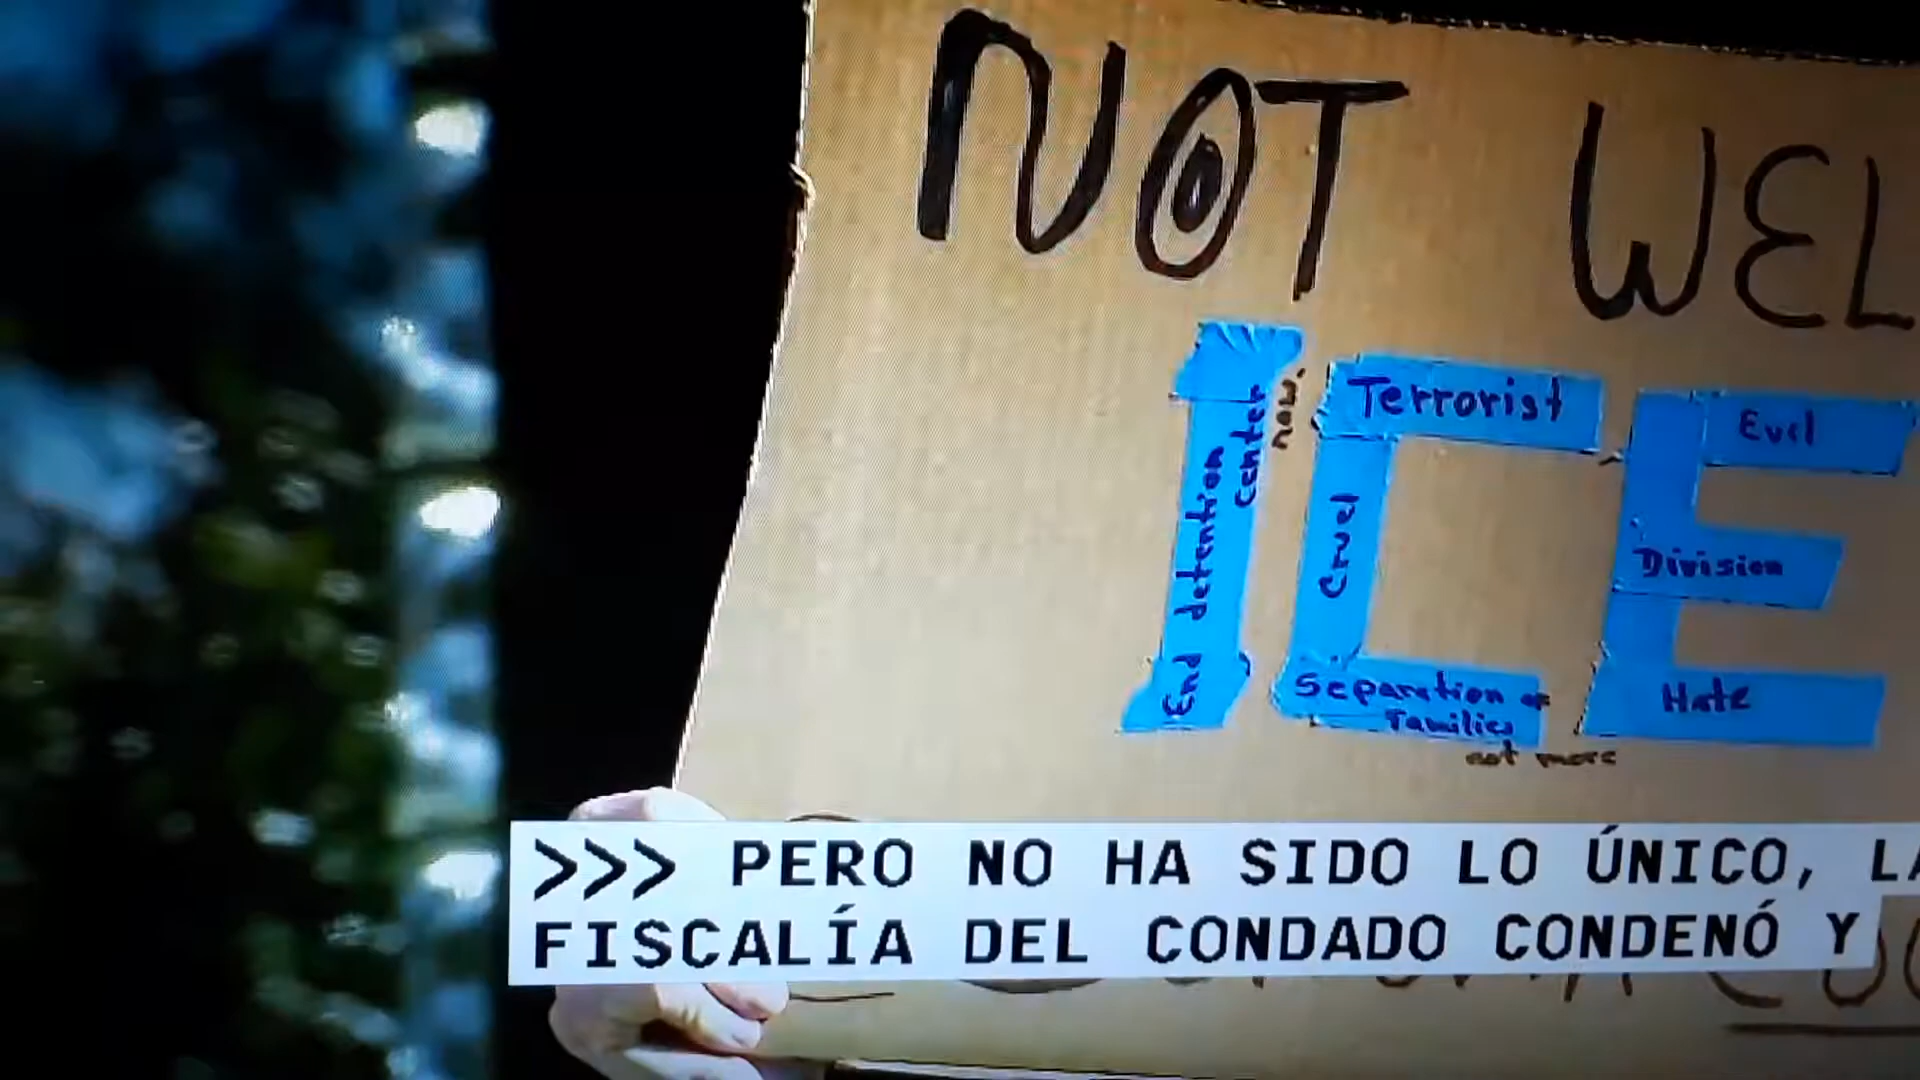 NOT WEL
End detention center now.
Terrorist
Cruel
Separation of
Families
not more
Evil
Division
Hate
>>> PERO NO HA SIDO LO ÚNICO, LA
FISCALÍA DEL CONDADO CONDENÓ Y